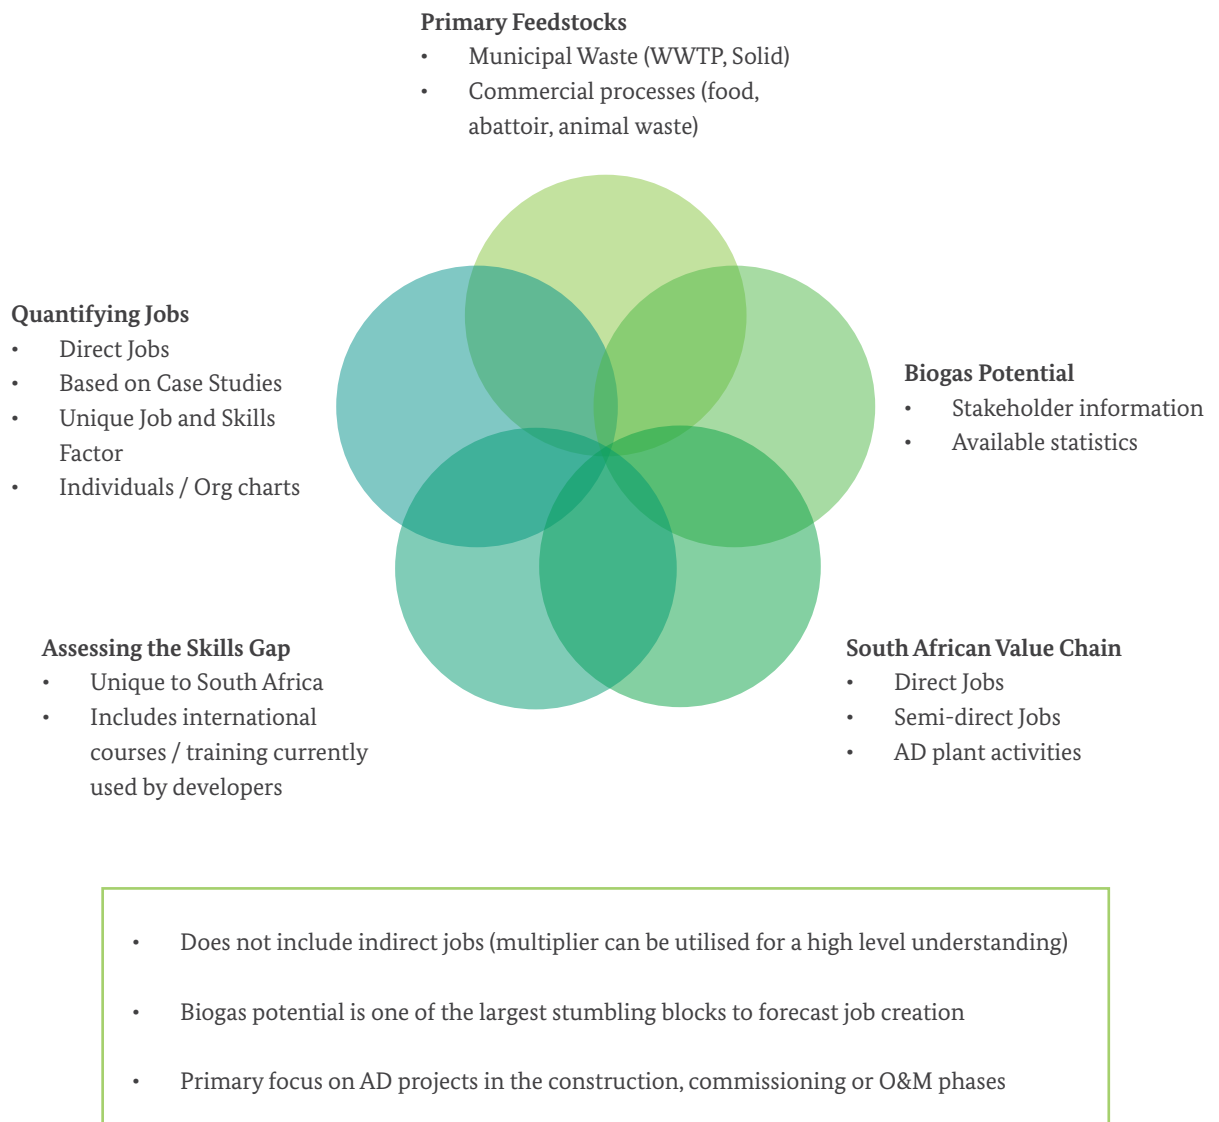 Primary Feedstocks
• Municipal Waste (WWTP, Solid)
• Commercial processes (food,
abattoir, animal waste)
Quantifying Jobs
• Direct Jobs
• Based on Case Studies
• Unique Job and Skills
Factor
• Individuals / Org charts
Biogas Potential
• Stakeholder information
• Available statistics
Assessing the Skills Gap
• Unique to South Africa
• Includes international
courses / training currently
used by developers
South African Value Chain
• Direct Jobs
• Semi-direct Jobs
• AD plant activities
• Does not include indirect jobs (multiplier can be utilised for a high level understanding)
• Biogas potential is one of the largest stumbling blocks to forecast job creation
• Primary focus on AD projects in the construction, commissioning or O&M phases